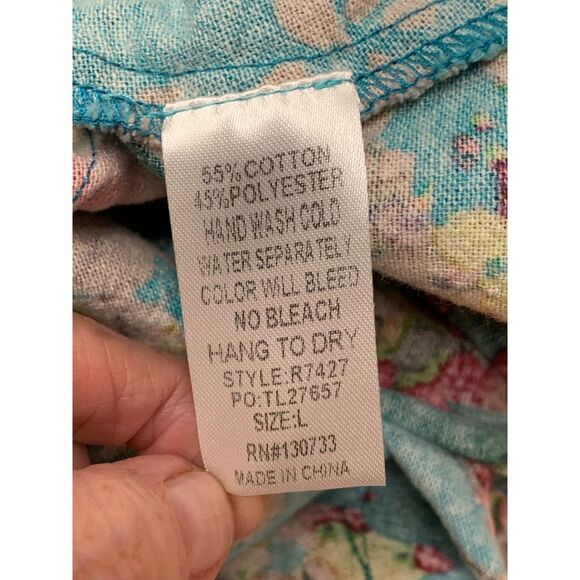 55% COTTON
45% POLYESTER
HAND WASH COLD
WATER SEPARATELY
COLOR WILL BLEED
NO BLEACH
HANG TO DRY
STYLE:R7427
PO:TL27657
SIZE:L
RN#130733
MADE IN CHINA